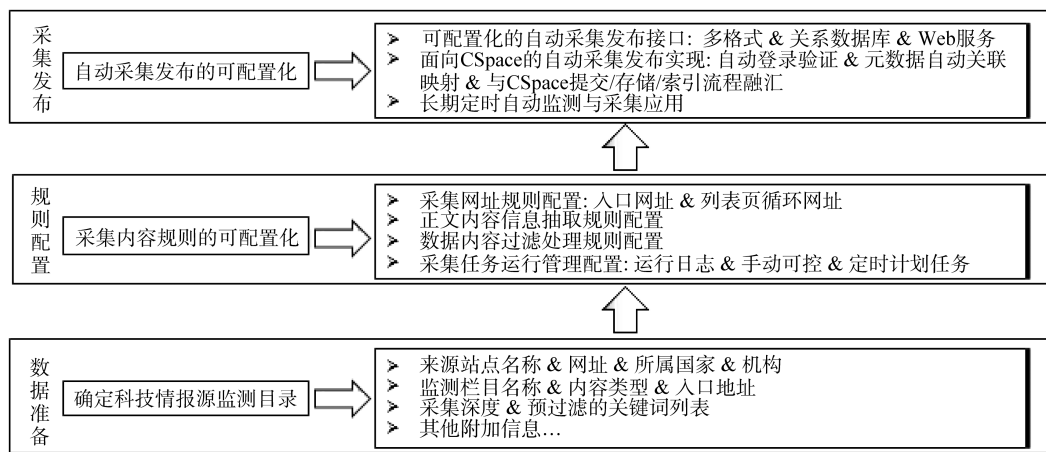 采集发布
自动采集发布的可配置化
➢ 可配置化的自动采集发布接口: 多格式 & 关系数据库 & Web服务
➢ 面向CSpace的自动采集发布实现: 自动登录验证 & 元数据自动关联
映射 & 与CSpace提交/存储/索引流程融汇
➢ 长期定时自动监测与采集应用
规则配置
采集内容规则的可配置化
➢ 采集网址规则配置: 入口网址 & 列表页循环网址
➢ 正文内容信息抽取规则配置
➢ 数据内容过滤处理规则配置
➢ 采集任务运行管理配置: 运行日志 & 手动可控 & 定时计划任务
数据准备
确定科技情报源监测目录
➢ 来源站点名称 & 网址 & 所属国家 & 机构
➢ 监测栏目名称 & 内容类型 & 入口地址
➢ 采集深度 & 预过滤的关键词列表
➢ 其他附加信息…